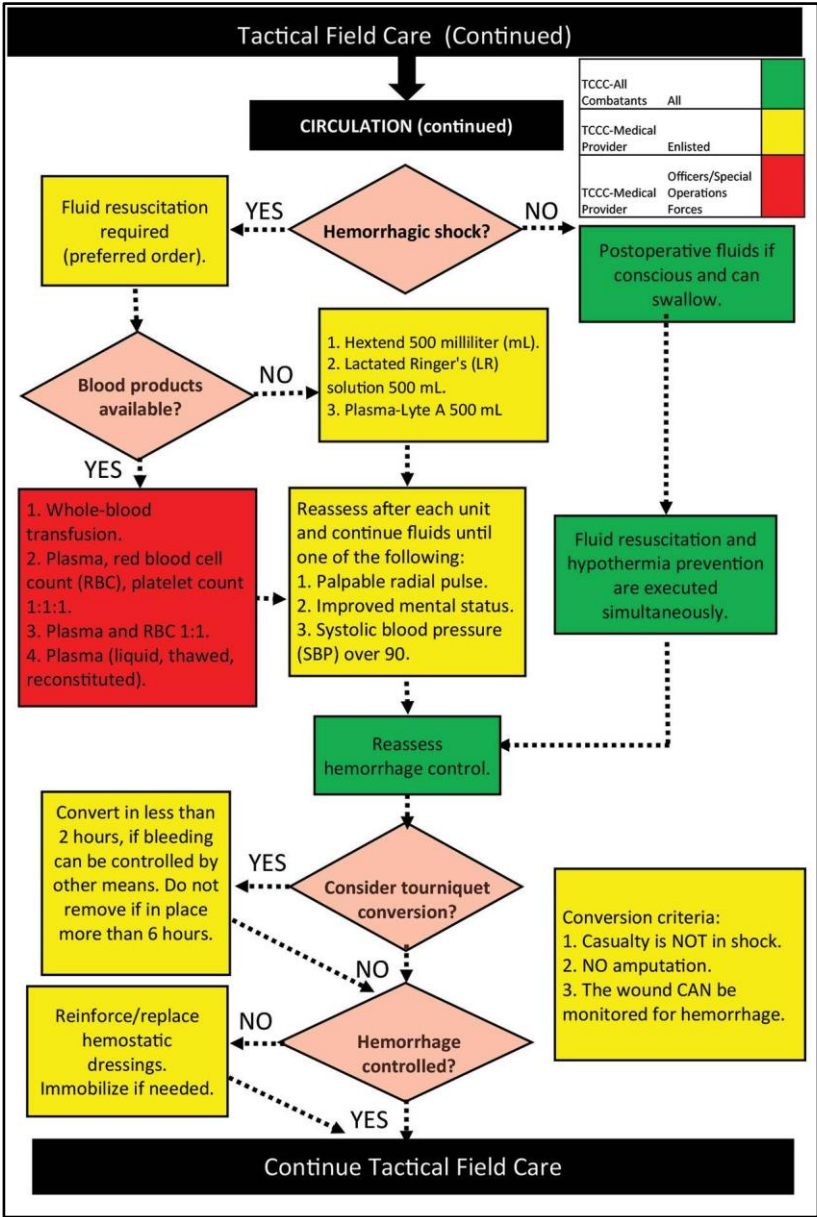 Tactical Field Care (Continued)
CIRCULATION (continued)
TCCC-All
Combatants All
TCCC-Medical
Provider Enlisted
Officers/Special
TCCC-Medical Operations
Provider Forces
Hemorrhagic shock?
YES
NO
Fluid resuscitation
required
(preferred order).
Postoperative fluids if
conscious and can
swallow.
Blood products
available?
NO
YES
1. Hextend 500 milliliter (mL).
2. Lactated Ringer's (LR)
solution 500 mL.
3. Plasma-Lyte A 500 mL
1. Whole-blood
transfusion.
2. Plasma, red blood cell
count (RBC), platelet count
1:1:1.
3. Plasma and RBC 1:1.
4. Plasma (liquid, thawed,
reconstituted).
Reassess after each unit
and continue fluids until
one of the following:
1. Palpable radial pulse.
2. Improved mental status.
3. Systolic blood pressure
(SBP) over 90.
Fluid resuscitation and
hypothermia prevention
are executed
simultaneously.
Reassess
hemorrhage control.
Consider tourniquet
conversion?
YES
NO
Convert in less than
2 hours, if bleeding
can be controlled by
other means. Do not
remove if in place
more than 6 hours.
Conversion criteria:
1. Casualty is NOT in shock.
2. NO amputation.
3. The wound CAN be
monitored for hemorrhage.
Hemorrhage
controlled?
NO
YES
Reinforce/replace
hemostatic
dressings.
Immobilize if needed.
Continue Tactical Field Care